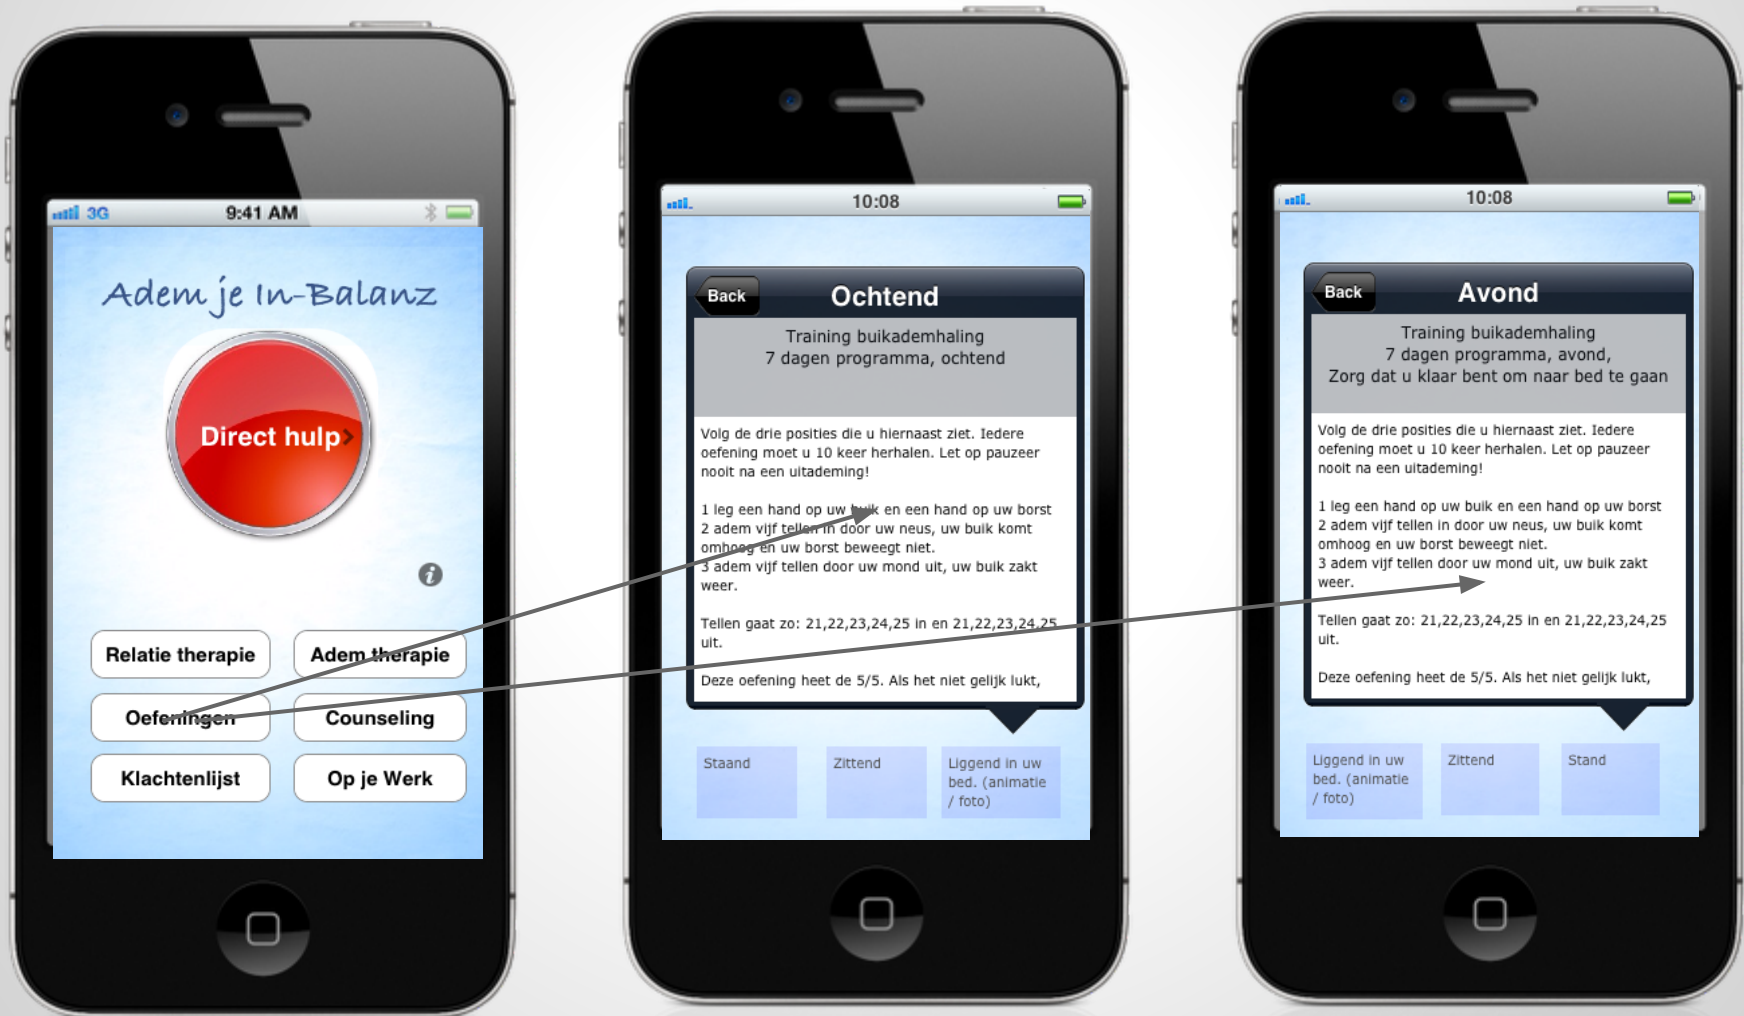 3G 9:41 AM
Adem je In-Balanz
Direct hulp
i
Relatie therapie
Adem therapie
Oefeningen
Counseling
Klachtenlijst
Op je Werk
10:08
Back
Ochtend
Training buikademhaling
7 dagen programma, ochtend
Volg de drie posities die u hiernaast ziet. Iedere
oefening moet u 10 keer herhalen. Let op pauzeer
nooit na een uitademing!
1 leg een hand op uw buik en een hand op uw borst
2 adem vijf tellen in door uw neus, uw buik komt
omhoog en uw borst beweegt niet.
3 adem vijf tellen door uw mond uit, uw buik zakt
weer.
Tellen gaat zo: 21,22,23,24,25 in en 21,22,23,24,25
uit.
Deze oefening heet de 5/5. Als het niet gelijk lukt,
Staand
Zittend
Liggend in uw
bed. (animatie
/ foto)
10:08
Back
Avond
Training buikademhaling
7 dagen programma, avond,
Zorg dat u klaar bent om naar bed te gaan
Volg de drie posities die u hiernaast ziet. Iedere
oefening moet u 10 keer herhalen. Let op pauzeer
nooit na een uitademing!
1 leg een hand op uw buik en een hand op uw borst
2 adem vijf tellen in door uw neus, uw buik komt
omhoog en uw borst beweegt niet.
3 adem vijf tellen door uw mond uit, uw buik zakt
weer.
Tellen gaat zo: 21,22,23,24,25 in en 21,22,23,24,25
uit.
Deze oefening heet de 5/5. Als het niet gelijk lukt,
Liggend in uw
bed. (animatie
/ foto)
Zittend
Stand